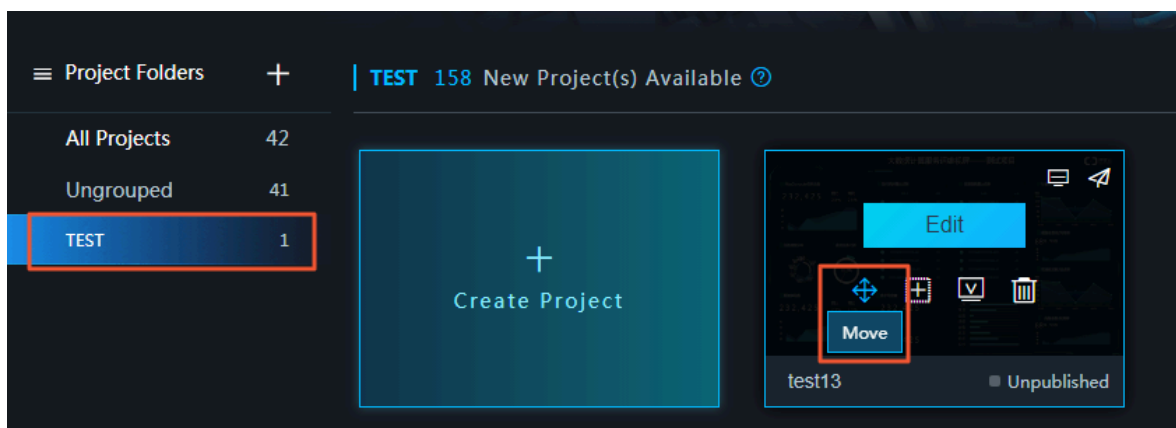 Project Folders +
TEST 158 New Project(s) Available ?
All Projects 42
Ungrouped 41
TEST 1
+
Create Project
Edit
Move
test13
Unpublished